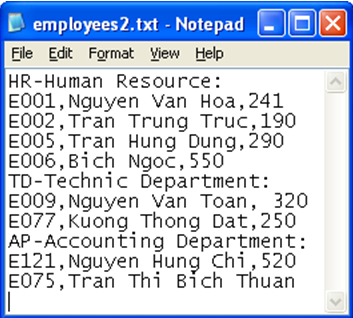 employees2.txt - Notepad
File Edit Format View Help
HR-Human Resource:
E001,Nguyen Van Hoa,241
E002,Tran Trung Truc,190
E005,Tran Hung Dung,290
E006,Bich Ngoc,550
TD-Technic Department:
E009,Nguyen Van Toan, 320
E077,Kuong Thong Dat,250
AP-Accounting Department:
E121,Nguyen Hung Chi,520
E075,Tran Thi Bich Thuan